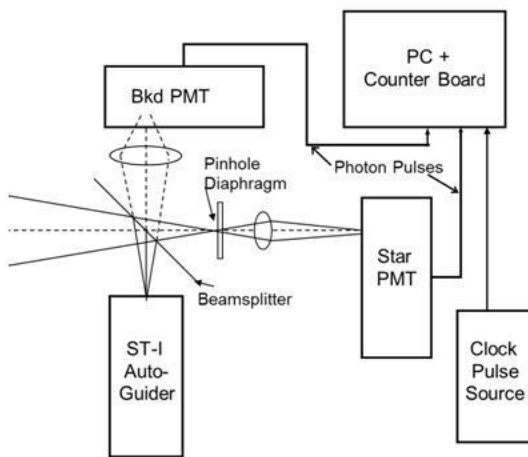 PC +
Counter Board
Bkd PMT
Pinhole
Diaphragm
Photon Pulses
Star
PMT
Beamsplitter
ST-I
Auto-
Guider
Clock
Pulse
Source